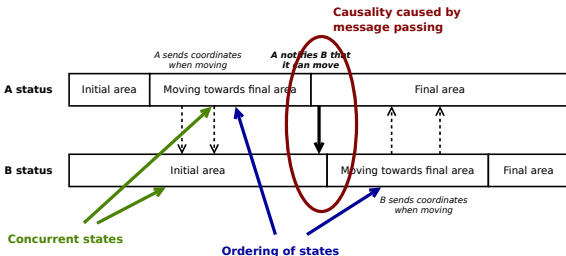 Causality caused by
message passing
A sends coordinates
when moving
A notifies B that
it can move
A status
Initial area
Moving towards final area
Final area
B status
Initial area
Moving towards final area
Final area
B sends coordinates
when moving
Concurrent states
Ordering of states